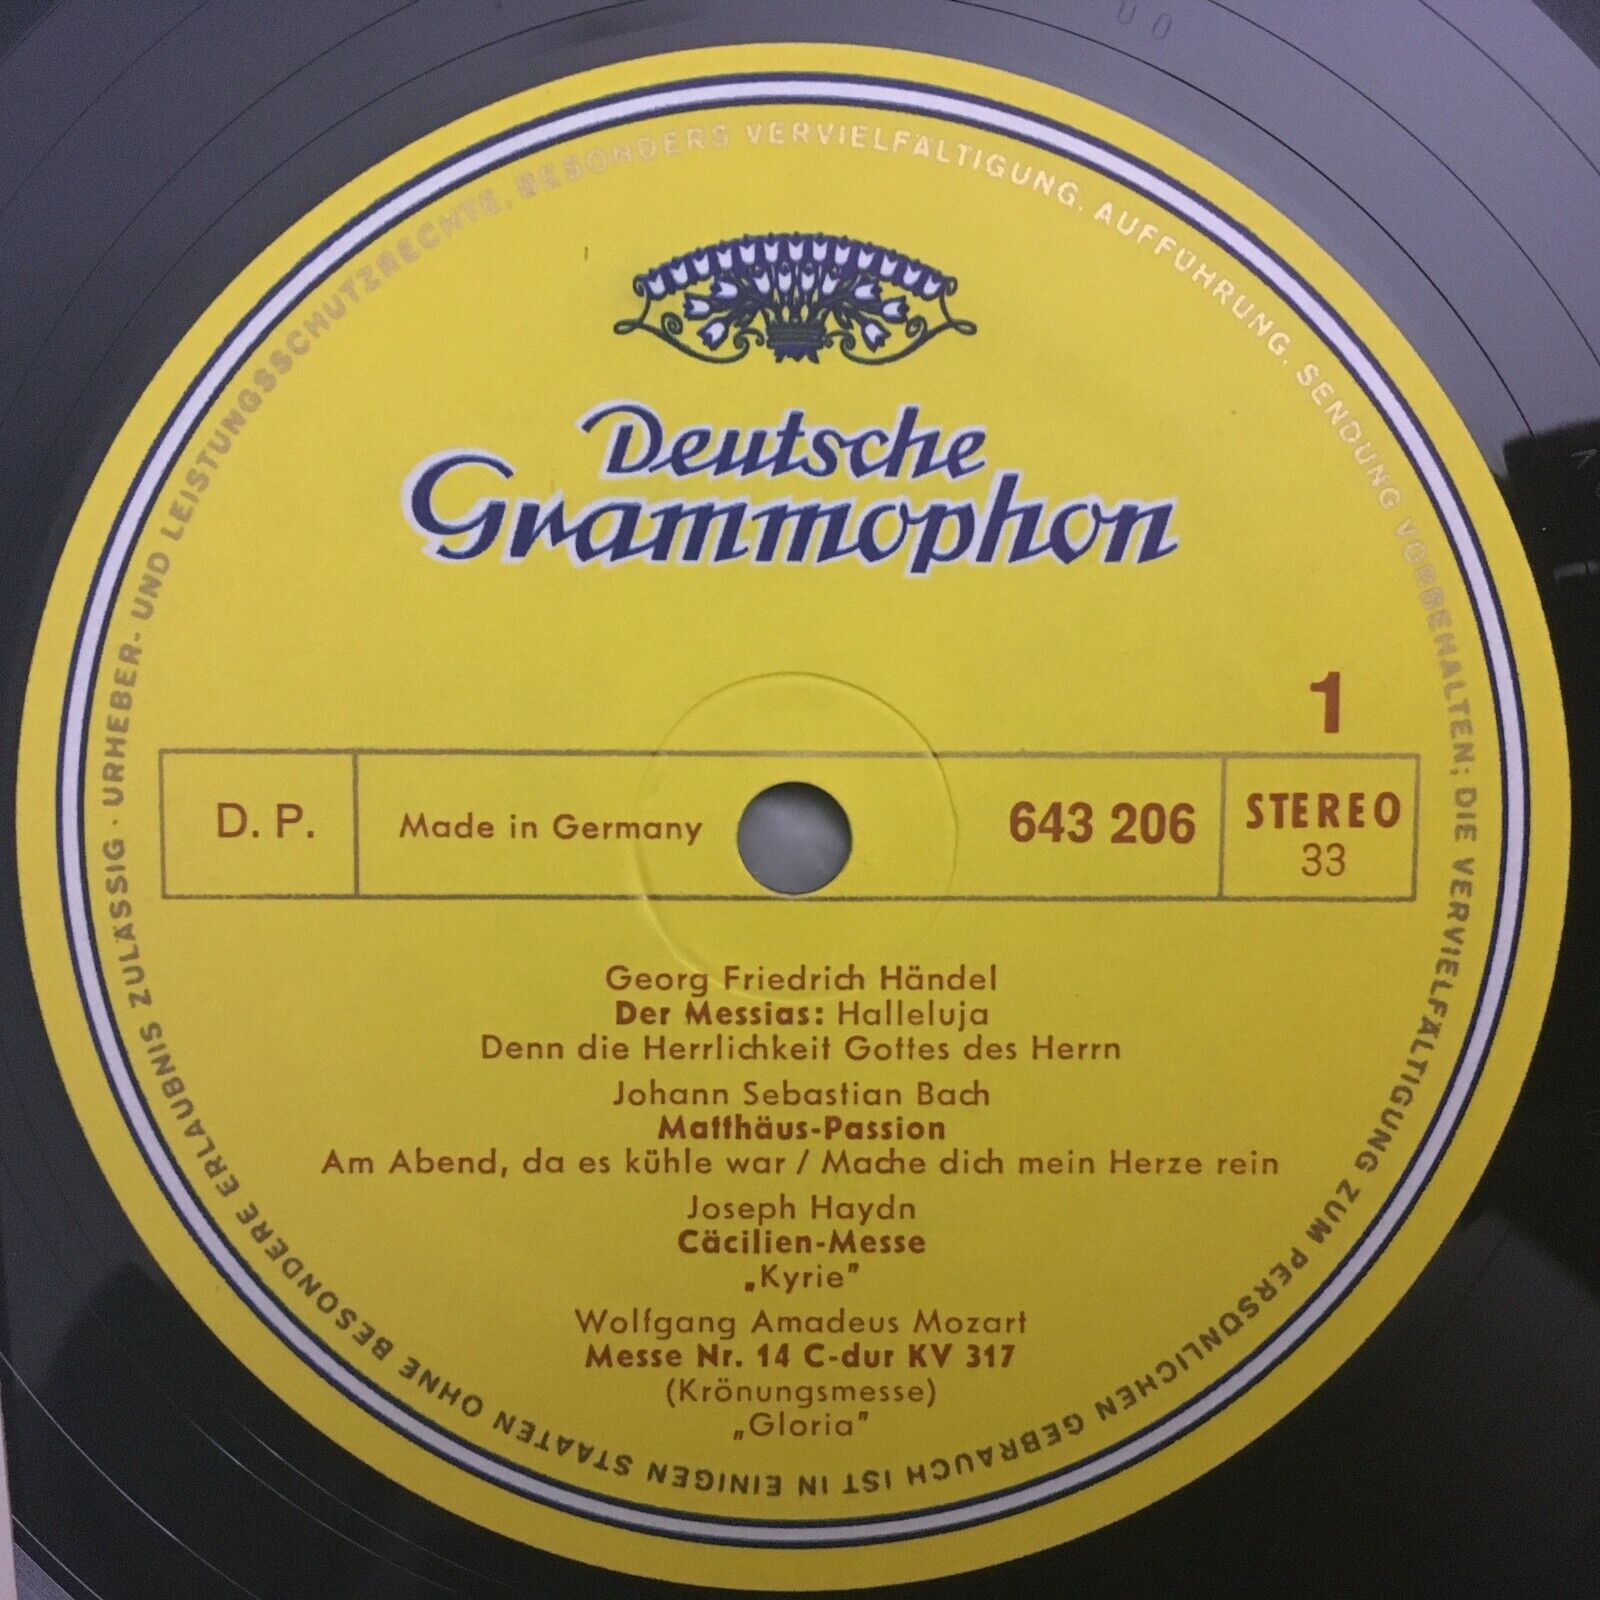 URHEBER- UND LEISTUNGSSCHUTZRECHTE, BESONDERS VERVIELFÄLTIGUNG, AUFFÜHRUNG, SENDUNG VORBEHALTEN; DIE VERVIELFÄLTIGUNG ZUM PERSÖNLICHEN GEBRAUCH IST IN EINIGEN STAATEN OHNE BESONDERE ERLAUBNIS ZULÄSSIG ·
Deutsche
Grammophon
1
D. P. Made in Germany 643 206 STEREO
33
Georg Friedrich Händel
Der Messias: Halleluja
Denn die Herrlichkeit Gottes des Herrn
Johann Sebastian Bach
Matthäus-Passion
Am Abend, da es kühle war / Mache dich mein Herze rein
Joseph Haydn
Cäcilien-Messe
„Kyrie"
Wolfgang Amadeus Mozart
Messe Nr. 14 C-dur KV 317
(Krönungsmesse)
„Gloria"